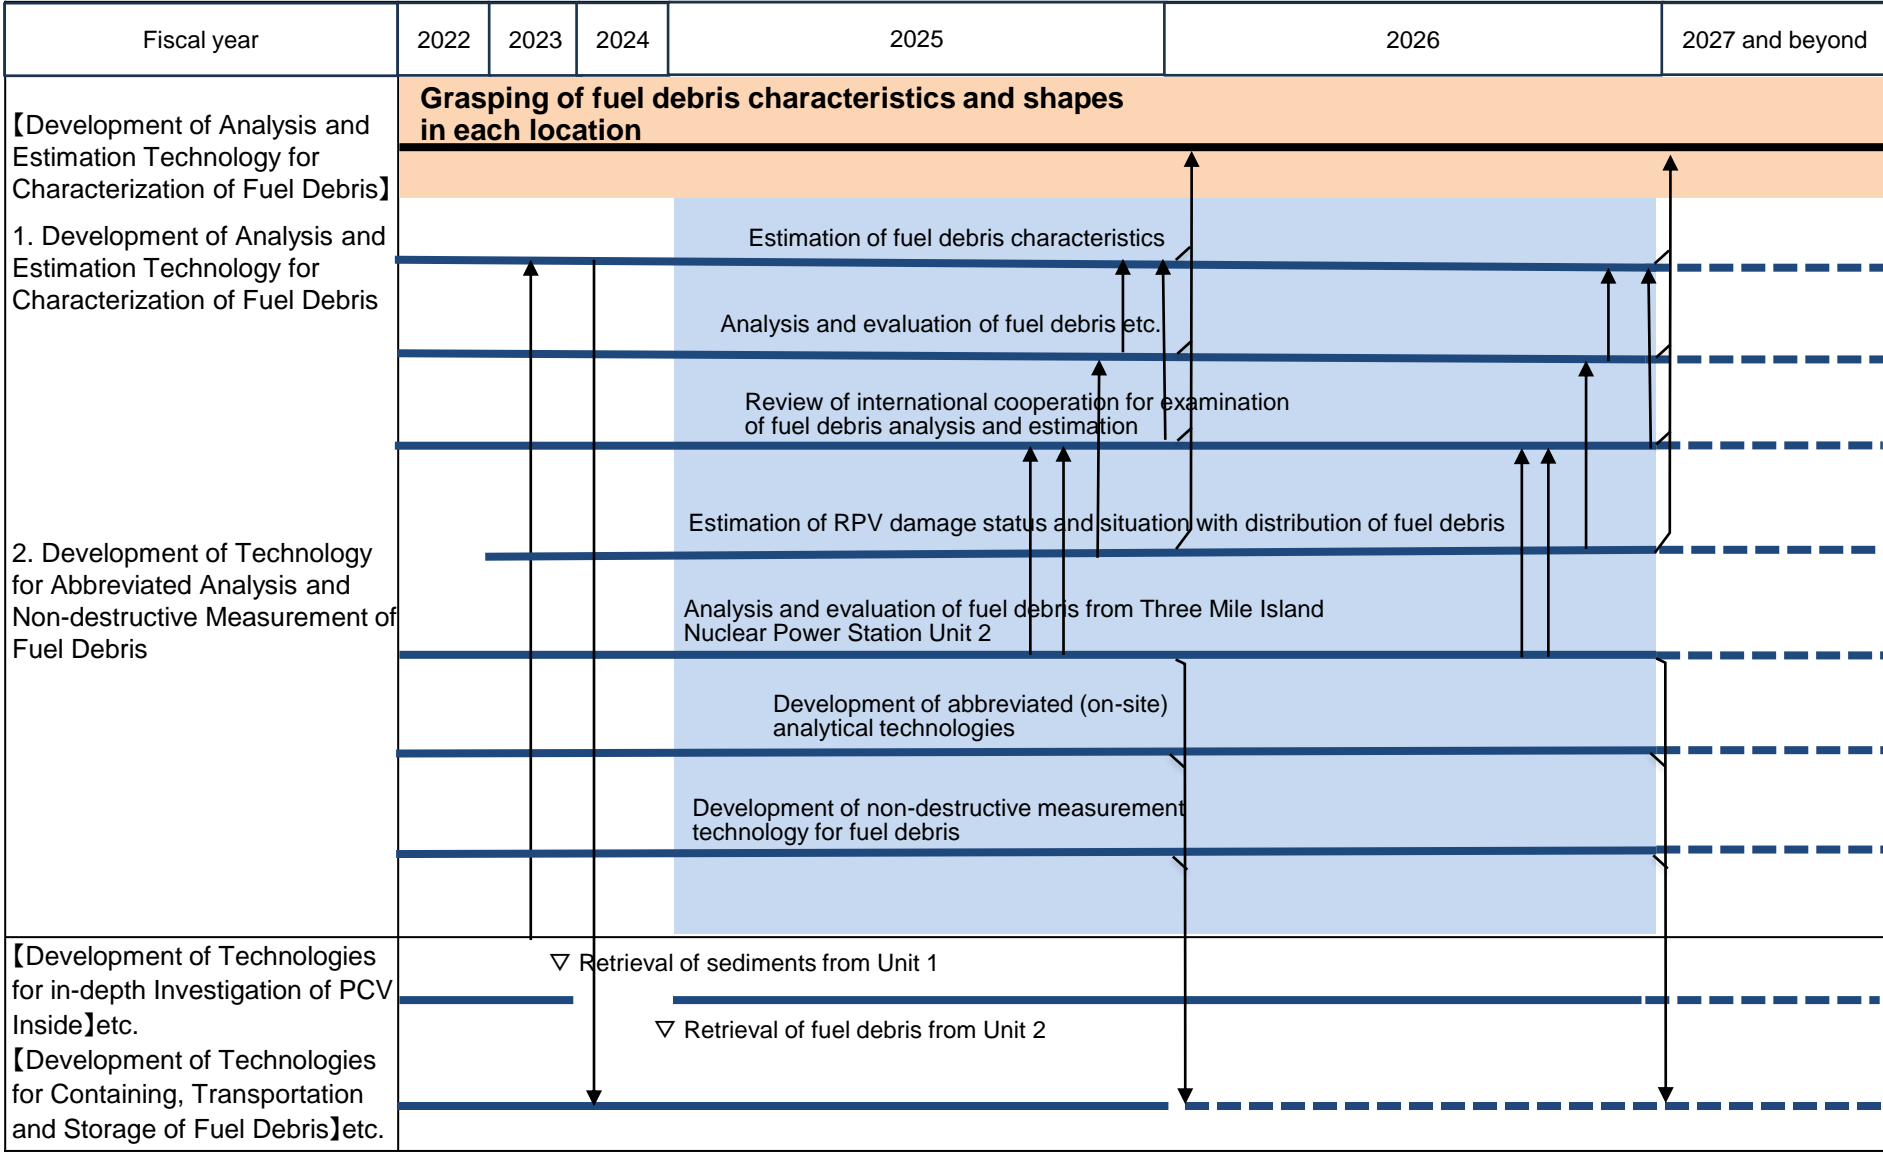 Fiscal year
2022
2023
2024
2025
2026
2027 and beyond
【Development of Analysis and
Estimation Technology for
Characterization of Fuel Debris】
Grasping of fuel debris characteristics and shapes
in each location
1. Development of Analysis and
Estimation Technology for
Characterization of Fuel Debris
Estimation of fuel debris characteristics
Analysis and evaluation of fuel debris etc.
Review of international cooperation for examination
of fuel debris analysis and estimation
Estimation of RPV damage status and situation with distribution of fuel debris
2. Development of Technology
for Abbreviated Analysis and
Non-destructive Measurement of
Fuel Debris
Analysis and evaluation of fuel debris from Three Mile Island
Nuclear Power Station Unit 2
Development of abbreviated (on-site)
analytical technologies
Development of non-destructive measurement
technology for fuel debris
【Development of Technologies
for in-depth Investigation of PCV
Inside】etc.
▽ Retrieval of sediments from Unit 1
▽ Retrieval of fuel debris from Unit 2
【Development of Technologies
for Containing, Transportation
and Storage of Fuel Debris】etc.